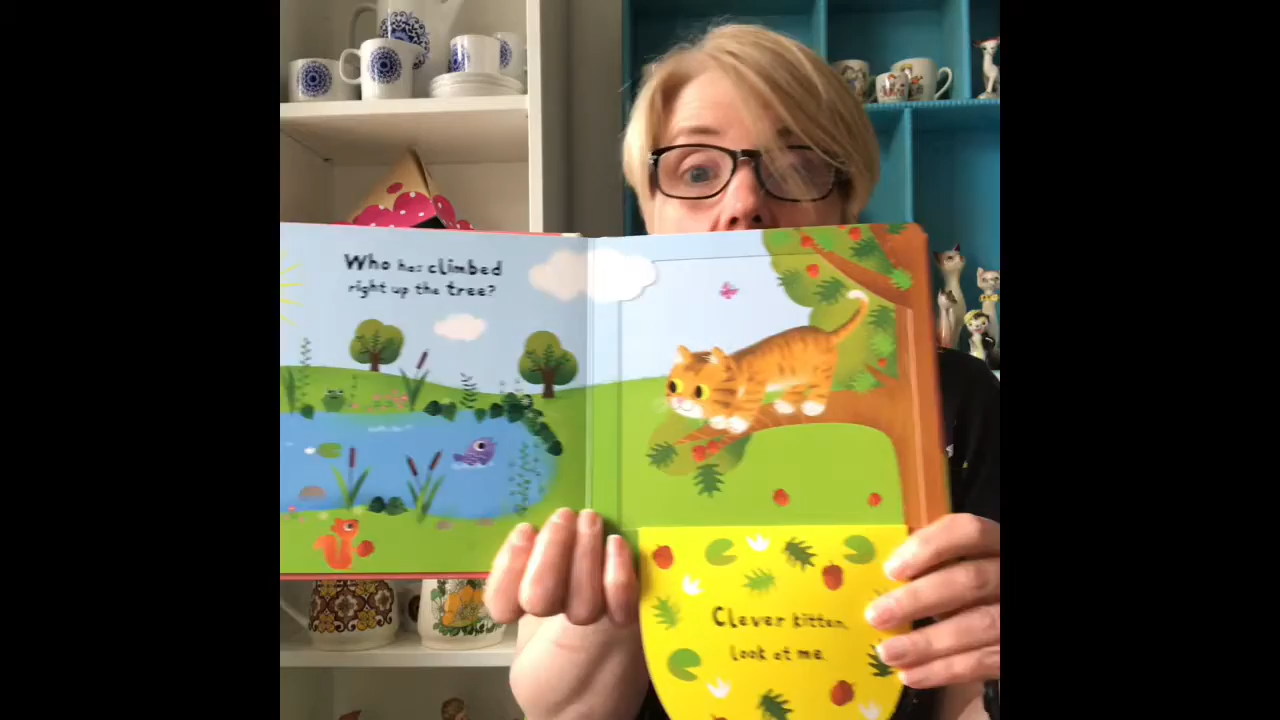 Who has climbed
right up the tree?
Clever kitten,
look at me.